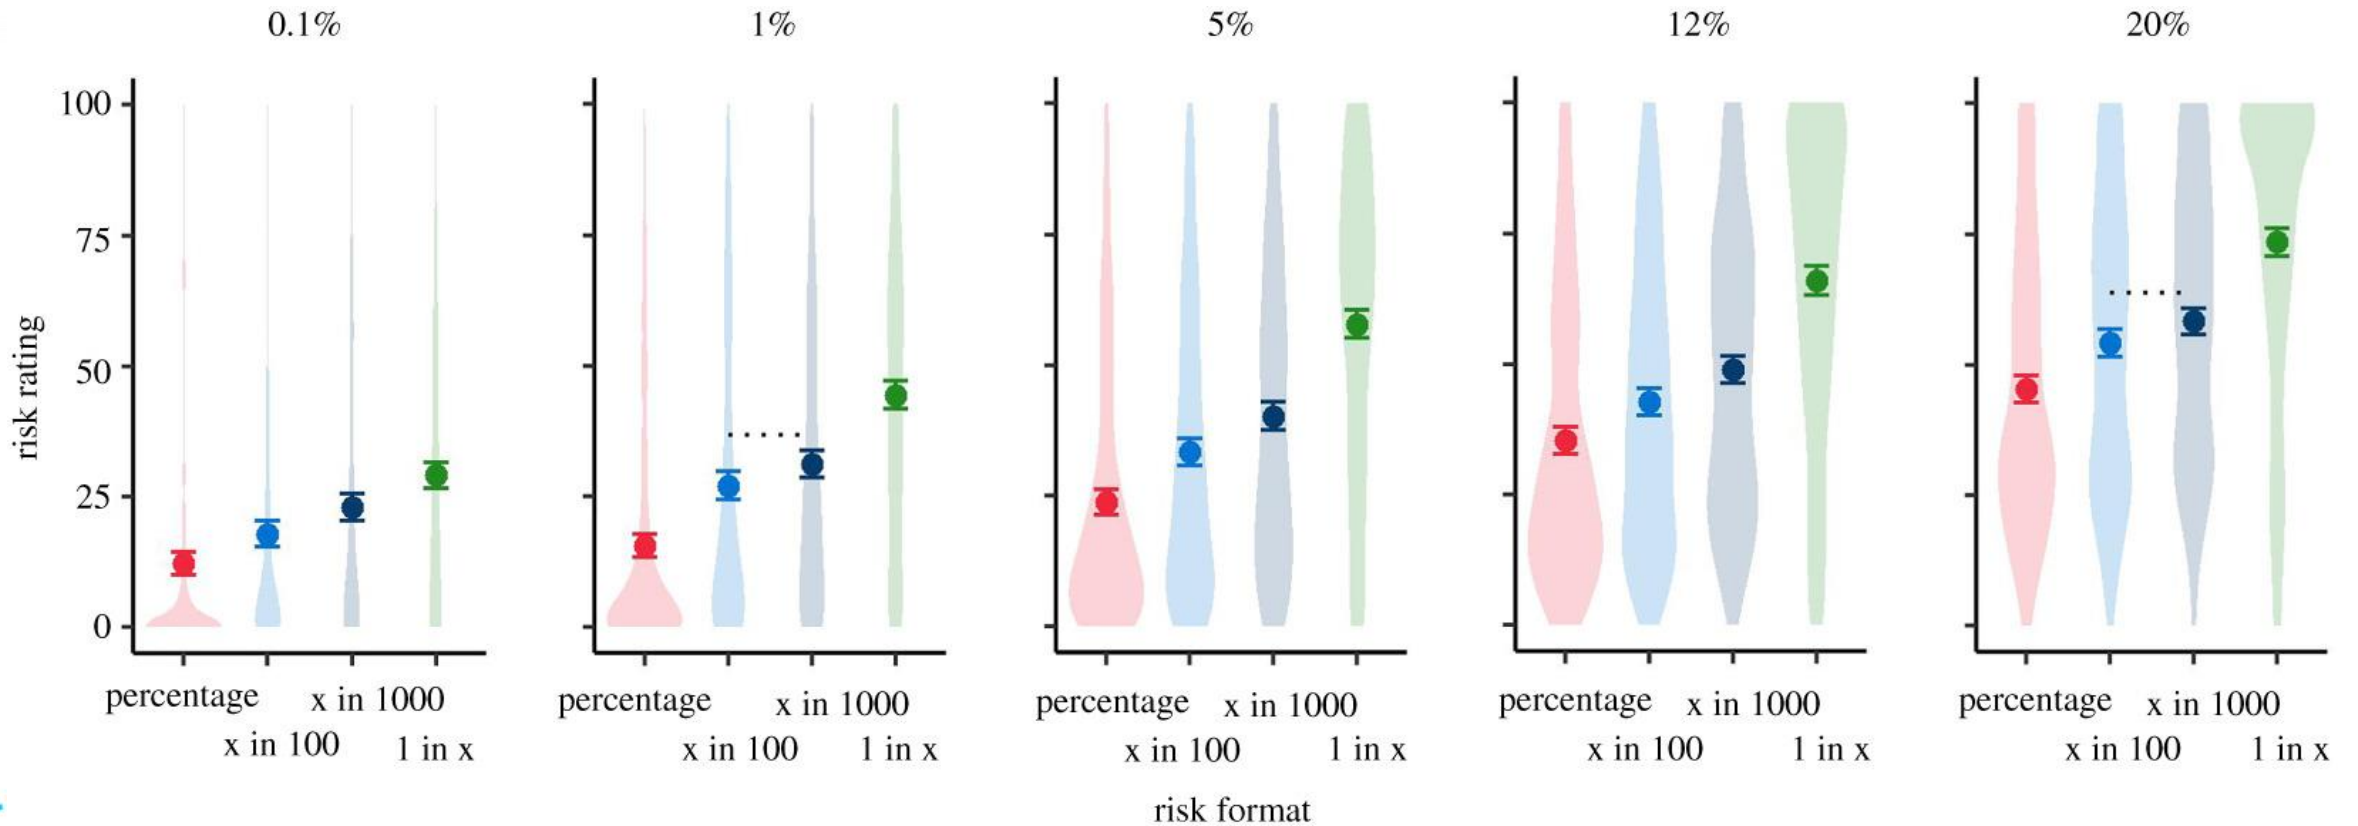 0.1% 1% 5% 12% 20%
100
75
50
25
0
risk rating
percentage x in 1000 percentage x in 1000 percentage x in 1000 percentage x in 1000 percentage x in 1000
x in 100 1 in x x in 100 1 in x x in 100 1 in x x in 100 1 in x x in 100 1 in x
risk format